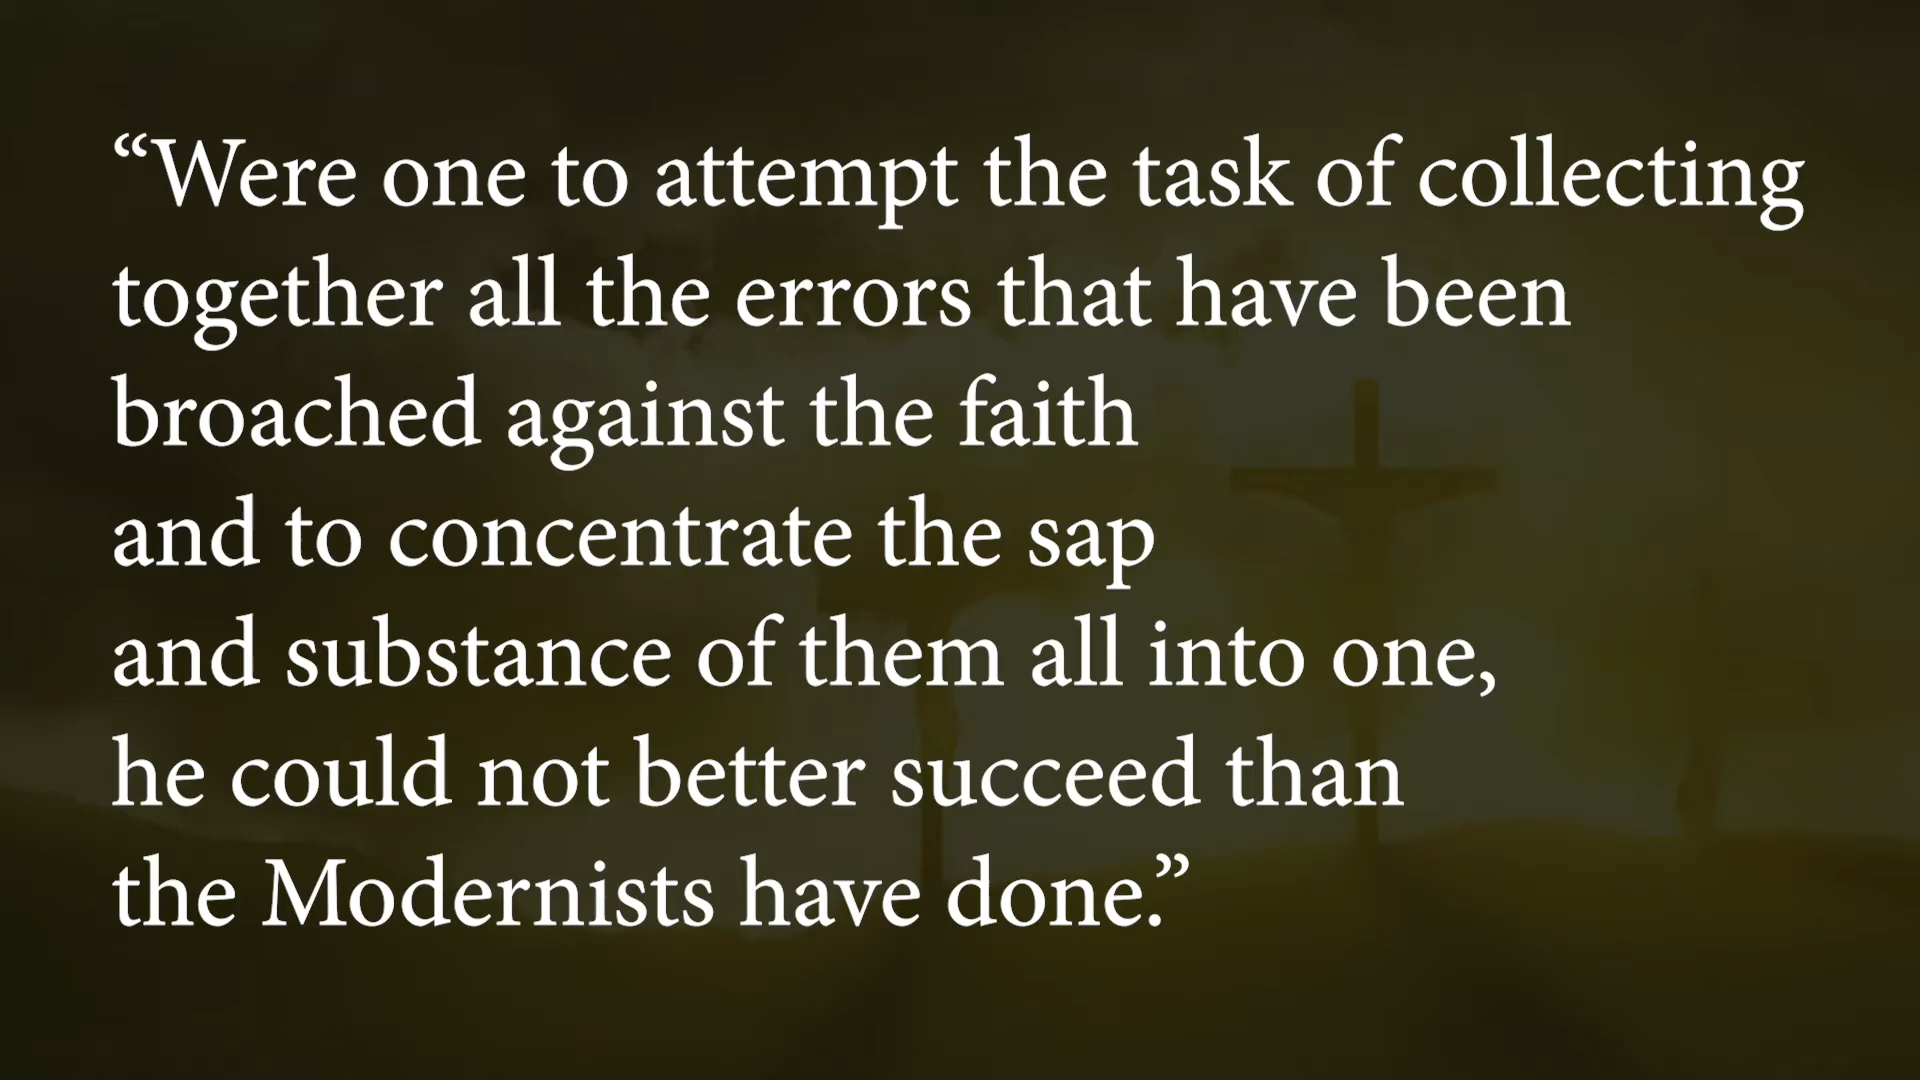 “Were one to attempt the task of collecting
together all the errors that have been
broached against the faith
and to concentrate the sap
and substance of them all into one,
he could not better succeed than
the Modernists have done.”